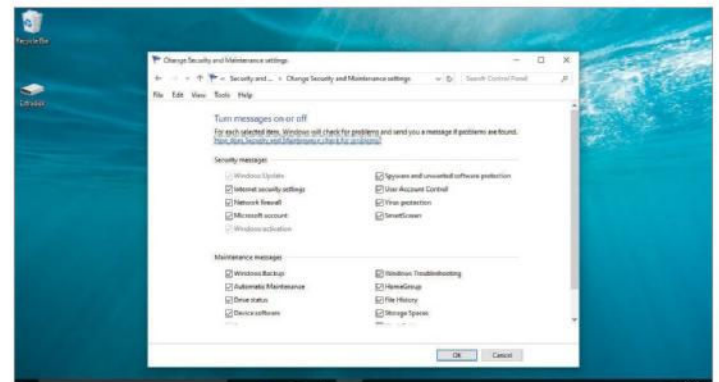 Recycle Bin
Change Security and Maintenance settings
Security and... > Change Security and Maintenance settings
Search Control Panel
File Edit View Tools Help
Turn messages on or off
For each selected item, Windows will check for problems and send you a message if problems are found.
How does Security and Maintenance check for problems?
Security messages
Windows Update
Spyware and unwanted software protection
Internet security settings
User Account Control
Network firewall
Virus protection
Microsoft account
SmartScreen
Windows activation
Maintenance messages
Windows Backup
Windows Troubleshooting
Automatic Maintenance
HomeGroup
Drive status
File History
Device software
Storage Spaces
OK Cancel